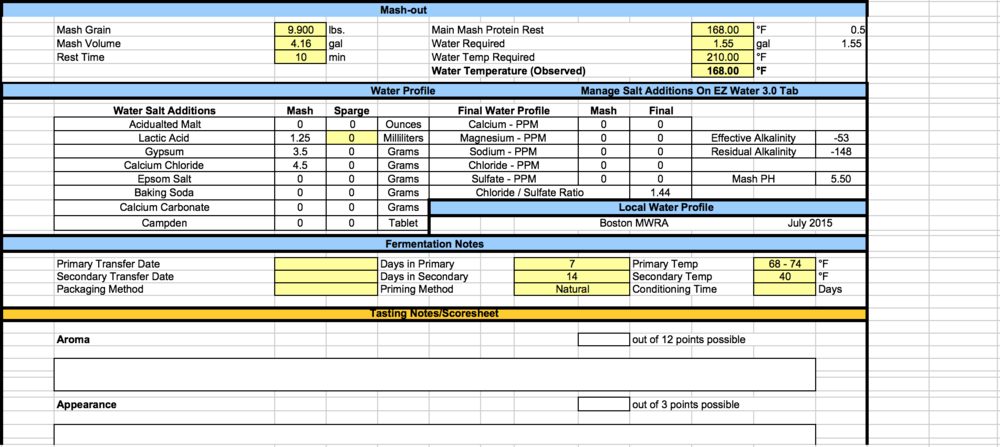 Mash-out
Mash Grain 9.900 lbs. Main Mash Protein Rest 168.00 °F 0.5
Mash Volume 4.16 gal Water Required 1.55 gal 1.55
Rest Time 10 min Water Temp Required 210.00 °F
Water Temperature (Observed) 168.00 °F
Water Profile Manage Salt Additions On EZ Water 3.0 Tab
Water Salt Additions Mash Sparge Final Water Profile Mash Final
Acidualted Malt 0 0 Ounces Calcium - PPM 0 0
Lactic Acid 1.25 0 Milliliters Magnesium - PPM 0 0 Effective Alkalinity -53
Gypsum 3.5 0 Grams Sodium - PPM 0 0 Residual Alkalinity -148
Calcium Chloride 4.5 0 Grams Chloride - PPM 0 0
Epsom Salt 0 0 Grams Sulfate - PPM 0 0 Mash PH 5.50
Baking Soda 0 0 Grams Chloride / Sulfate Ratio 1.44
Calcium Carbonate 0 0 Grams Local Water Profile
Campden 0 0 Tablet Boston MWRA July 2015
Fermentation Notes
Primary Transfer Date Days in Primary 7 Primary Temp 68 - 74 °F
Secondary Transfer Date Days in Secondary 14 Secondary Temp 40 °F
Packaging Method Priming Method Natural Conditioning Time Days
Tasting Notes/Scoresheet
Aroma out of 12 points possible
Appearance out of 3 points possible